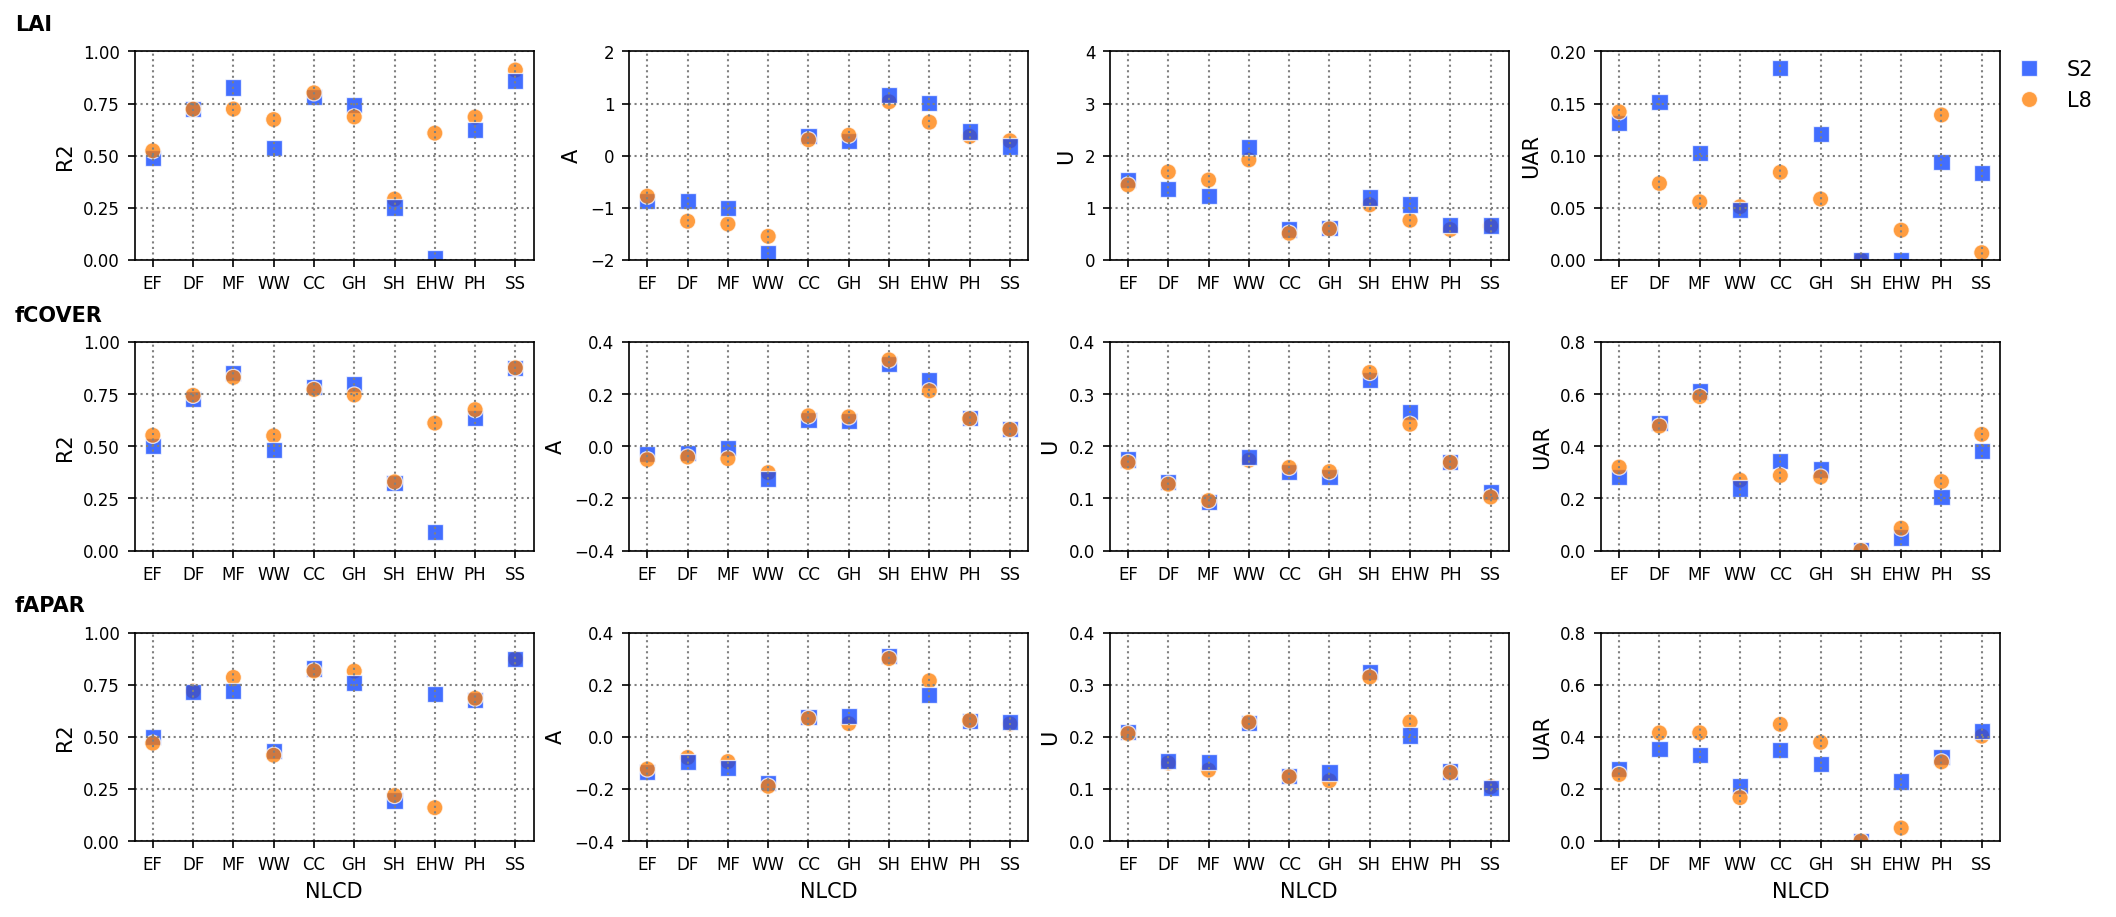 LAI
R2
1.00
0.75
0.50
0.25
0.00
EF DF MF WW CC GH SH EHW PH SS
A
2
1
0
−1
−2
EF DF MF WW CC GH SH EHW PH SS
U
4
3
2
1
0
EF DF MF WW CC GH SH EHW PH SS
UAR
0.20
0.15
0.10
0.05
0.00
EF DF MF WW CC GH SH EHW PH SS
S2
L8
fCOVER
R2
1.00
0.75
0.50
0.25
0.00
EF DF MF WW CC GH SH EHW PH SS
A
0.4
0.2
0.0
−0.2
−0.4
EF DF MF WW CC GH SH EHW PH SS
U
0.4
0.3
0.2
0.1
0.0
EF DF MF WW CC GH SH EHW PH SS
UAR
0.8
0.6
0.4
0.2
0.0
EF DF MF WW CC GH SH EHW PH SS
fAPAR
R2
1.00
0.75
0.50
0.25
0.00
EF DF MF WW CC GH SH EHW PH SS
NLCD
A
0.4
0.2
0.0
−0.2
−0.4
EF DF MF WW CC GH SH EHW PH SS
NLCD
U
0.4
0.3
0.2
0.1
0.0
EF DF MF WW CC GH SH EHW PH SS
NLCD
UAR
0.8
0.6
0.4
0.2
0.0
EF DF MF WW CC GH SH EHW PH SS
NLCD